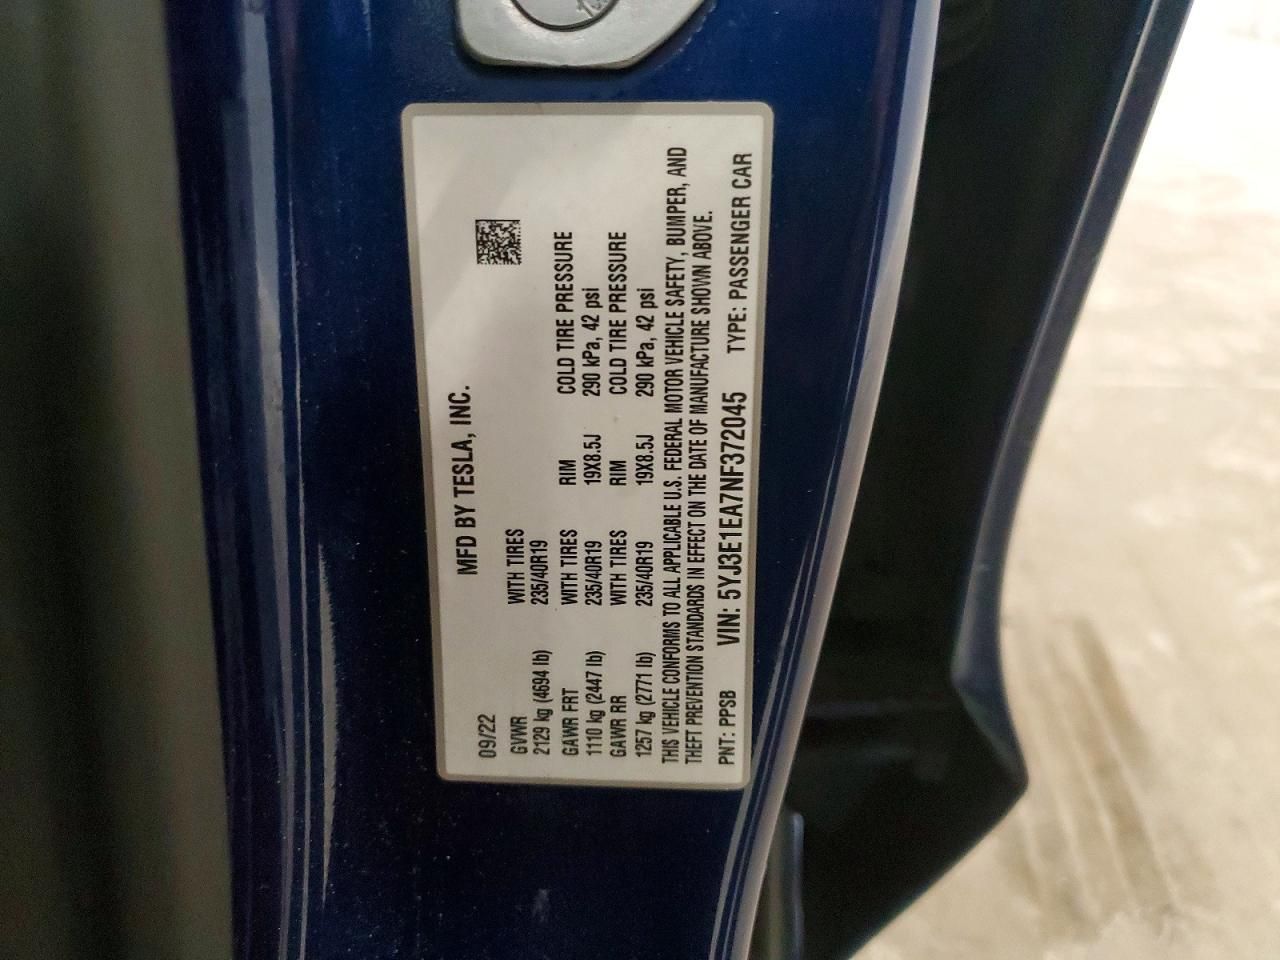 MFD BY TESLA, INC.
09/22
GVWR WITH TIRES
2129 kg (4694 lb) 235/40R19
GAWR FRT WITH TIRES RIM COLD TIRE PRESSURE
1110 kg (2447 lb) 235/40R19 19X8.5J 290 kPa, 42 psi
GAWR RR WITH TIRES RIM COLD TIRE PRESSURE
1257 kg (2771 lb) 235/40R19 19X8.5J 290 kPa, 42 psi
THIS VEHICLE CONFORMS TO ALL APPLICABLE U.S. FEDERAL MOTOR VEHICLE SAFETY, BUMPER, AND
THEFT PREVENTION STANDARDS IN EFFECT ON THE DATE OF MANUFACTURE SHOWN ABOVE.
PNT: PPSB VIN: 5YJ3E1EA7NF372045 TYPE: PASSENGER CAR